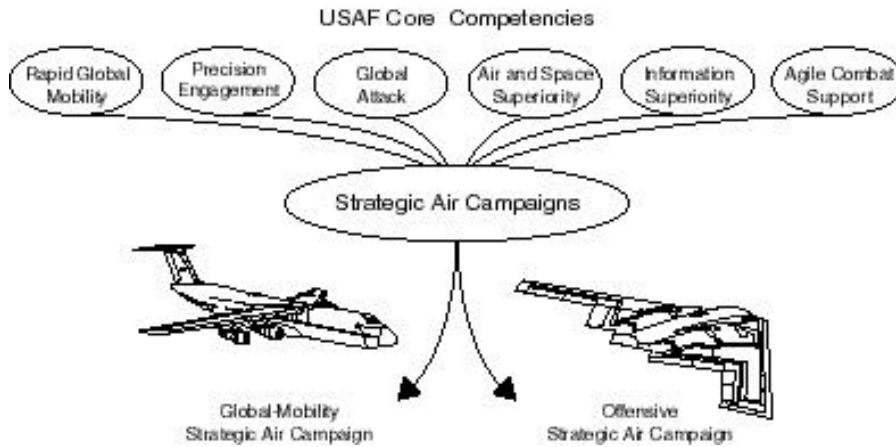 USAF Core Competencies
Rapid Global
Mobility
Precision
Engagement
Global
Attack
Air and Space
Superiority
Information
Superiority
Agile Combat
Support
Strategic Air Campaigns
Global-Mobility
Strategic Air Campaign
Offensive
Strategic Air Campaign